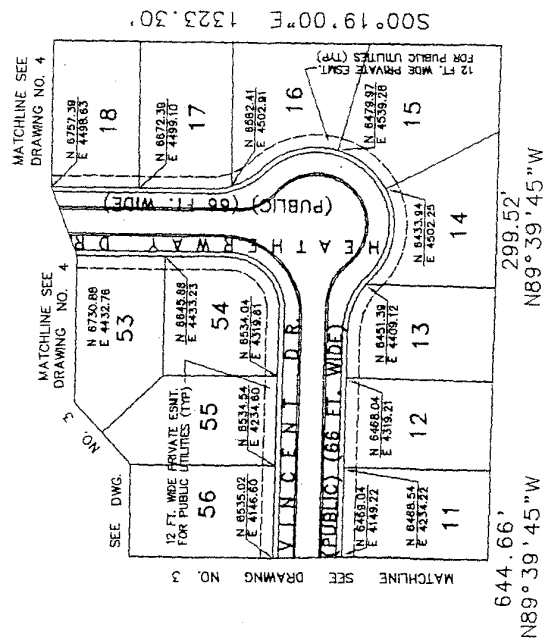 S00°19'00"E 1323.30'
MATCHLINE SEE
DRAWING NO. 4
MATCHLINE SEE
DRAWING NO. 4
NO. 3
SEE DWG.
N 6757.39
E 4498.63
18
N 6672.39
E 4499.10
17
N 6582.41
E 4502.91
16
12 FT. WIDE PRIVATE ESMT.
FOR PUBLIC UTILITIES (TYP)
N 6479.97
E 4539.28
15
HEATHERWAY DR
(PUBLIC) (66 FT. WIDE)
N 6730.88
E 4432.76
53
N 6645.88
E 4433.23
54
N 6534.04
E 4319.81
12 FT. WIDE PRIVATE ESMT.
FOR PUBLIC UTILITIES (TYP)
N 6534.54
E 4234.60
55
N 6535.02
E 4146.60
56
VINCENT DR.
(PUBLIC) (66 FT. WIDE)
N 6433.94
E 4502.25
14
N 6451.39
E 4409.12
13
N 6468.04
E 4319.21
12
N 6469.04
E 4149.22
N 6468.54
E 4234.22
11
MATCHLINE SEE DRAWING NO. 3
299.52'
N89°39'45"W
644.66'
N89°39'45"W